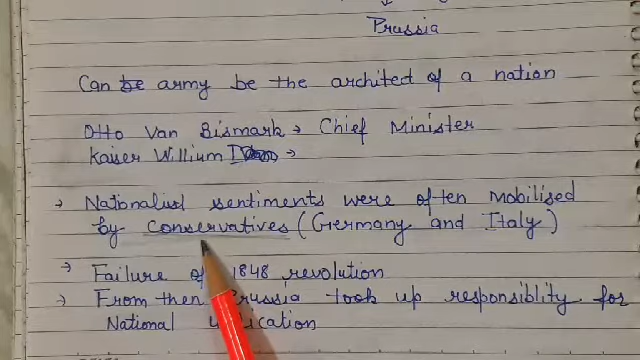 Prussia
Can be army be the architect of a nation
Otto Van Bismark → Chief Minister
Kaiser William I →
→ Nationalist sentiments were often mobilised
by conservatives (Germany and Italy)
→ Failure of 1848 revolution
→ From then Prussia took up responsiblity for
National unification